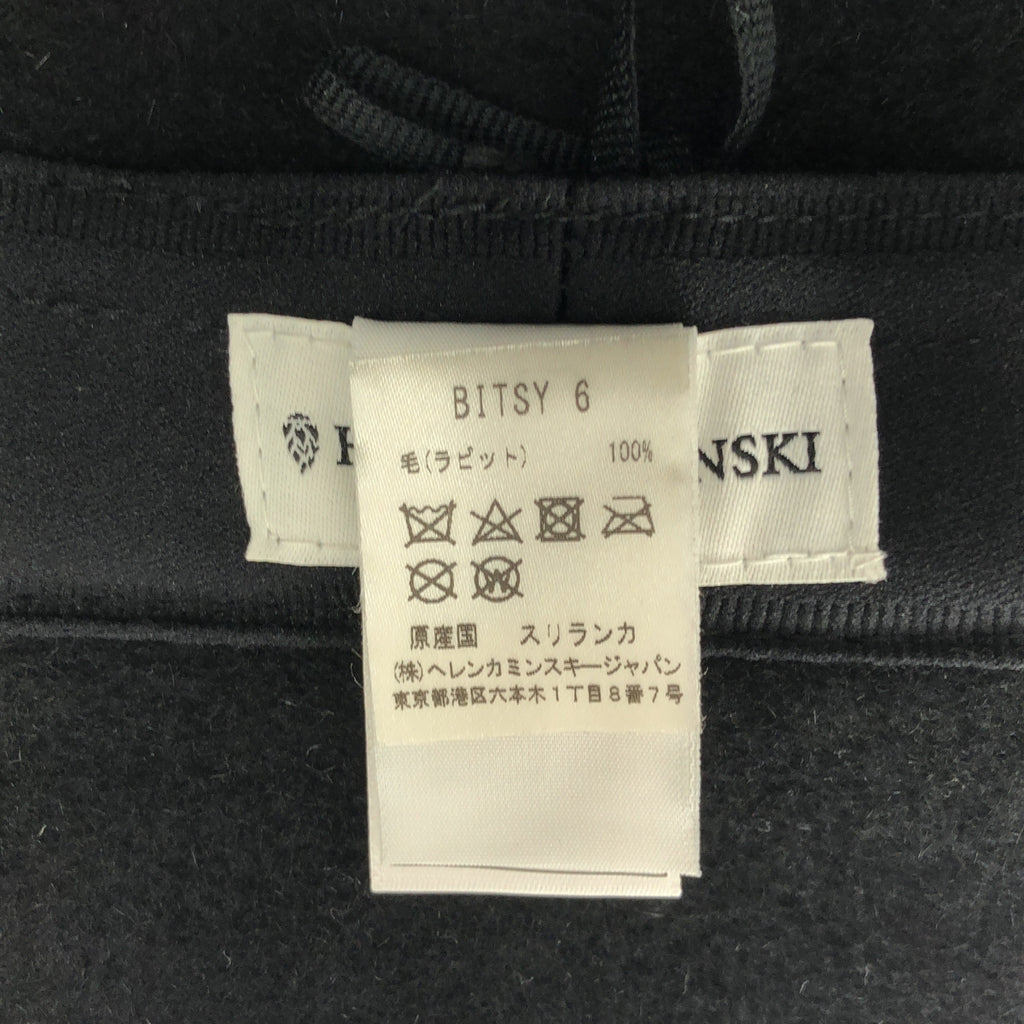 BITSY 6
毛(ラビット) 100%
NSKI
W
原産国 スリランカ
(株)ヘレンカミンスキージャパン
東京都港区六本木1丁目8番7号